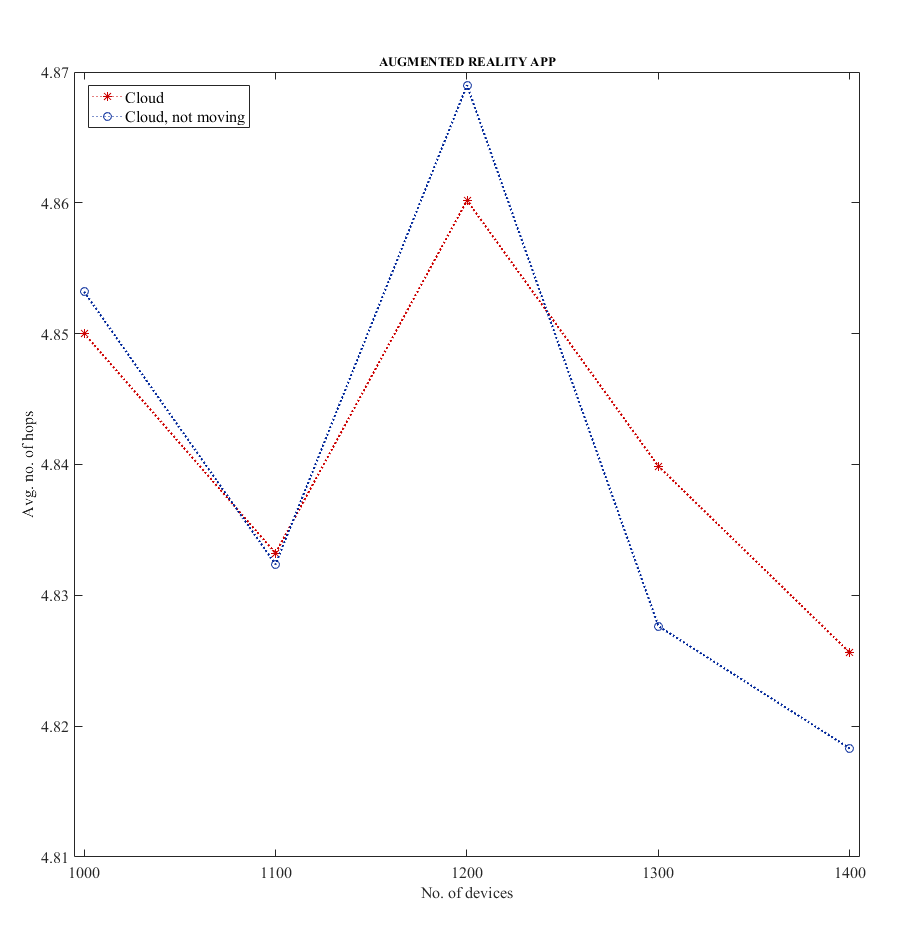 AUGMENTED REALITY APP
4.87
Cloud
Cloud, not moving
4.86
4.85
4.84
4.83
4.82
4.81
Avg. no. of hops
1000 1100 1200 1300 1400
No. of devices